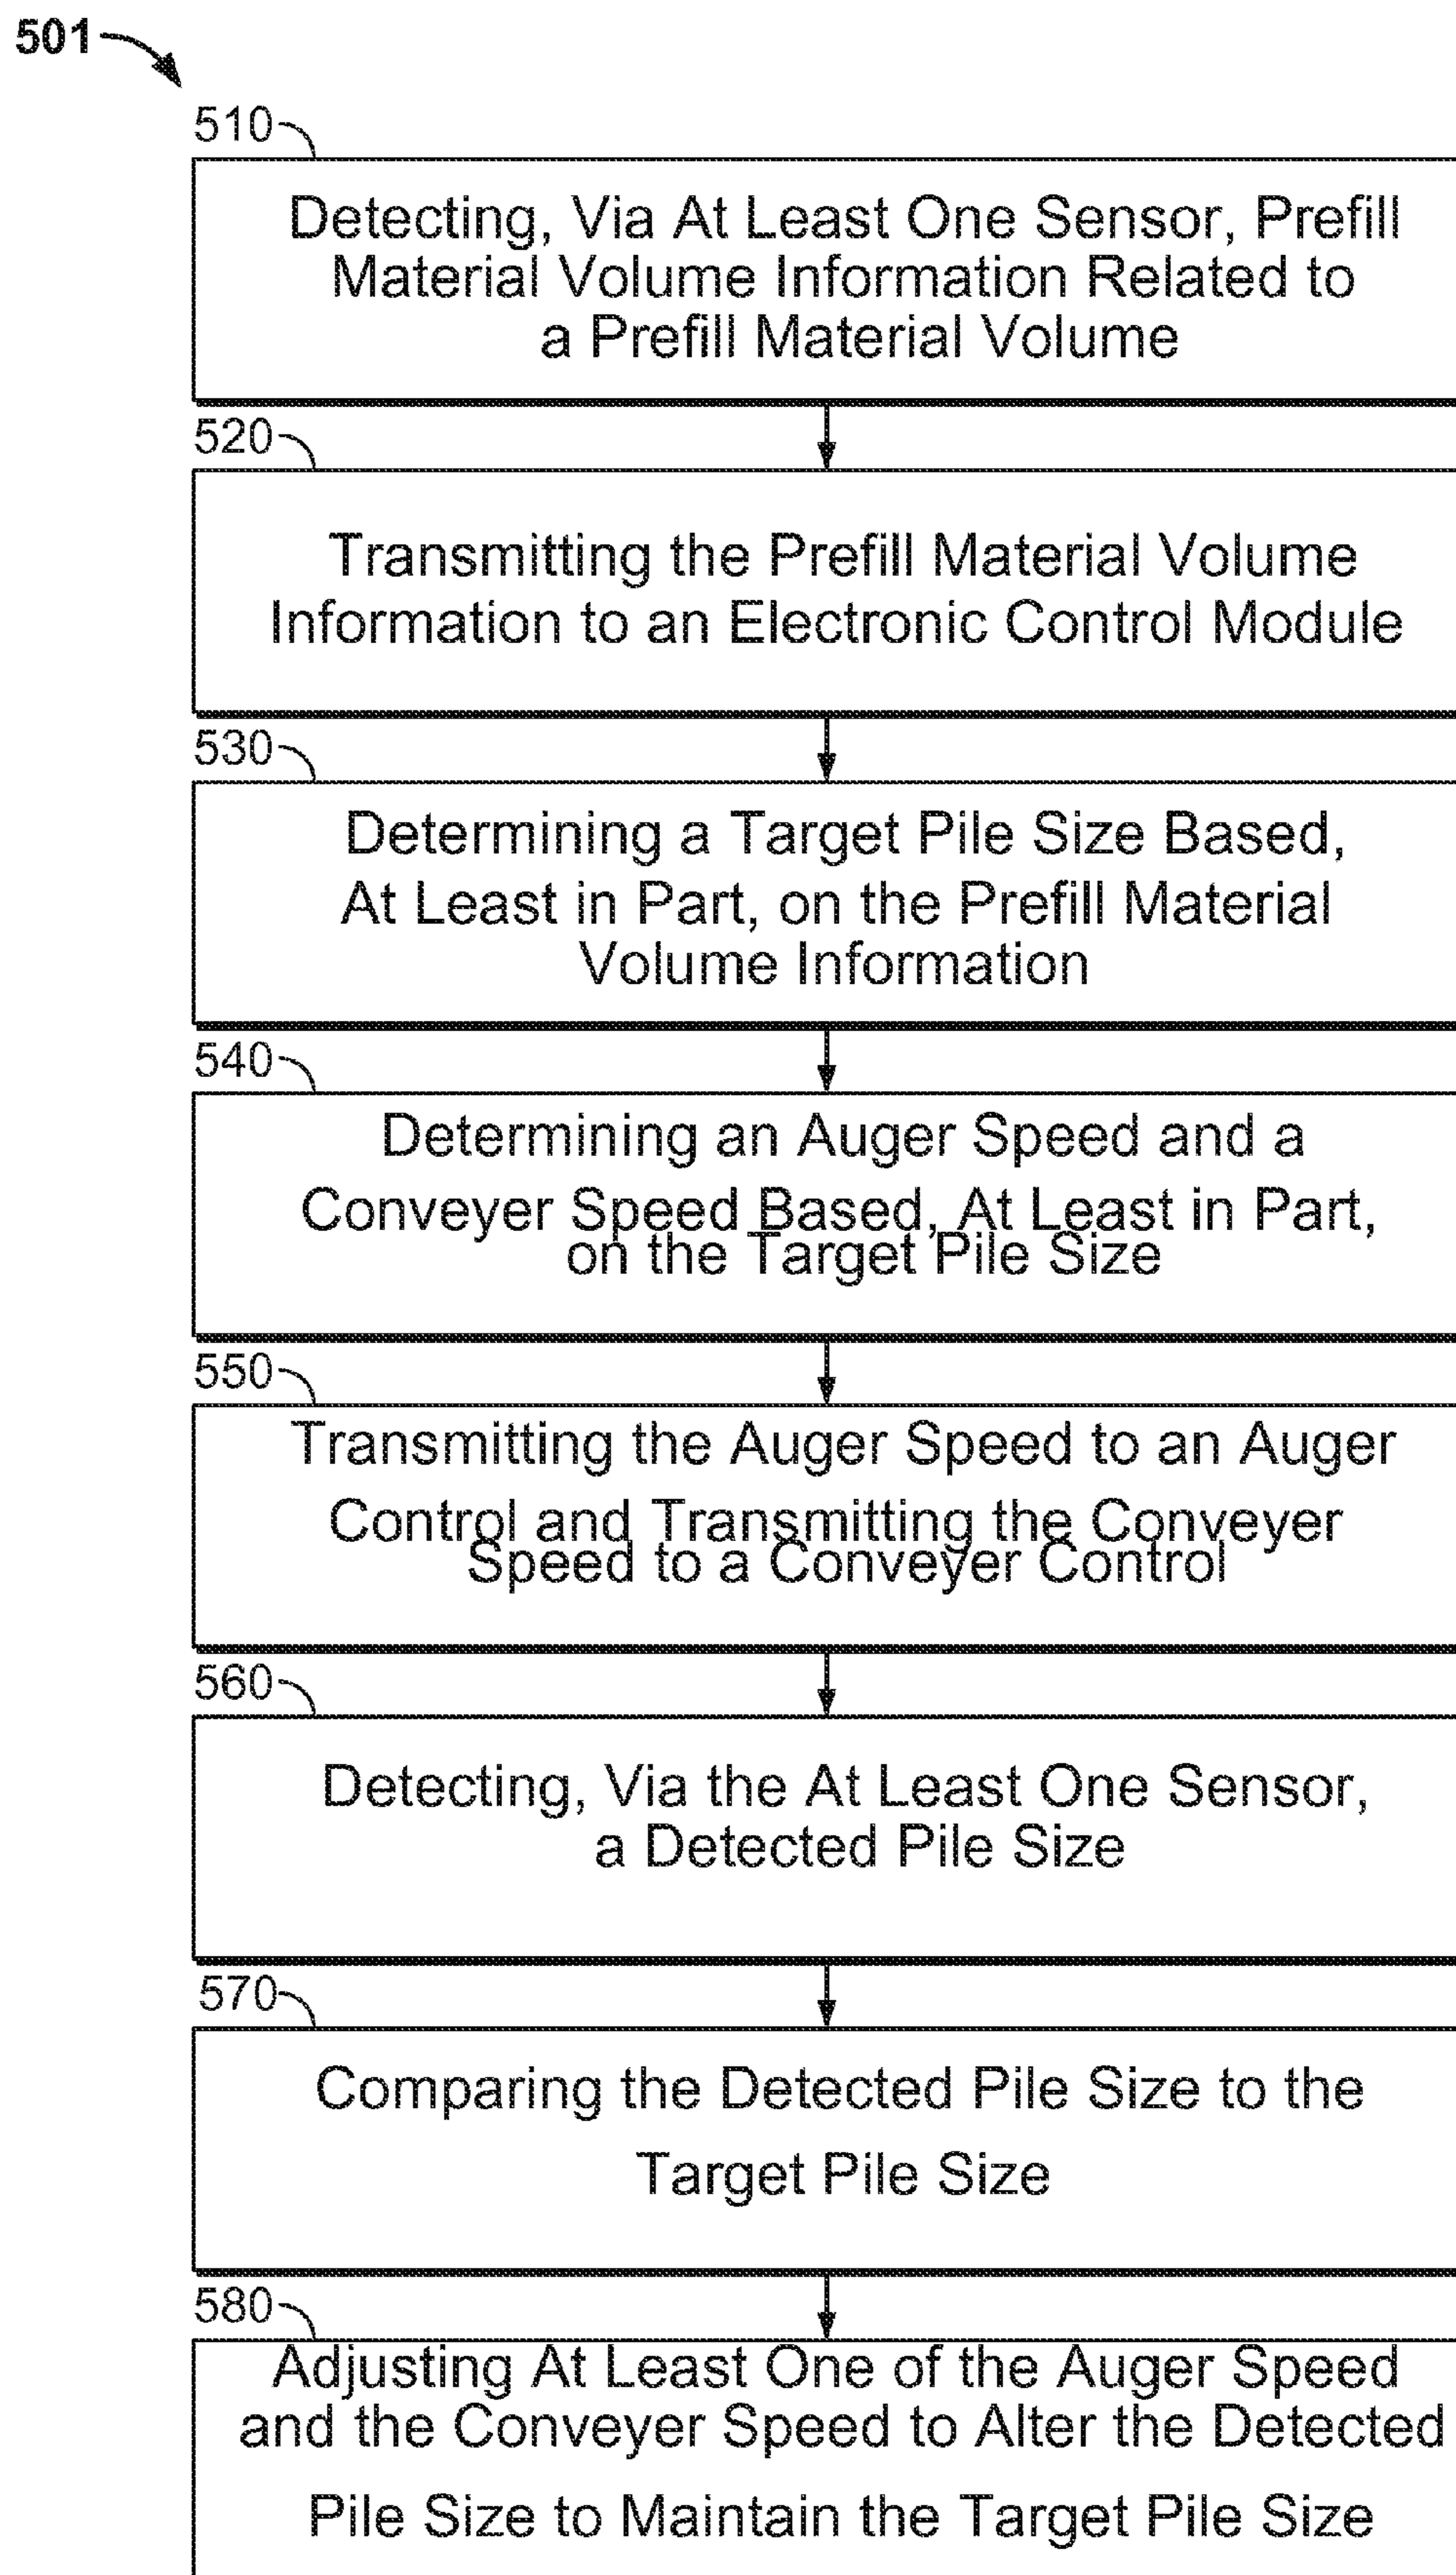 501
510
Detecting, Via At Least One Sensor, Prefill
Material Volume Information Related to
a Prefill Material Volume
520
Transmitting the Prefill Material Volume
Information to an Electronic Control Module
530
Determining a Target Pile Size Based,
At Least in Part, on the Prefill Material
Volume Information
540
Determining an Auger Speed and a
Conveyer Speed Based, At Least in Part,
on the Target Pile Size
550
Transmitting the Auger Speed to an Auger
Control and Transmitting the Conveyer
Speed to a Conveyer Control
560
Detecting, Via the At Least One Sensor,
a Detected Pile Size
570
Comparing the Detected Pile Size to the
Target Pile Size
580
Adjusting At Least One of the Auger Speed
and the Conveyer Speed to Alter the Detected
Pile Size to Maintain the Target Pile Size